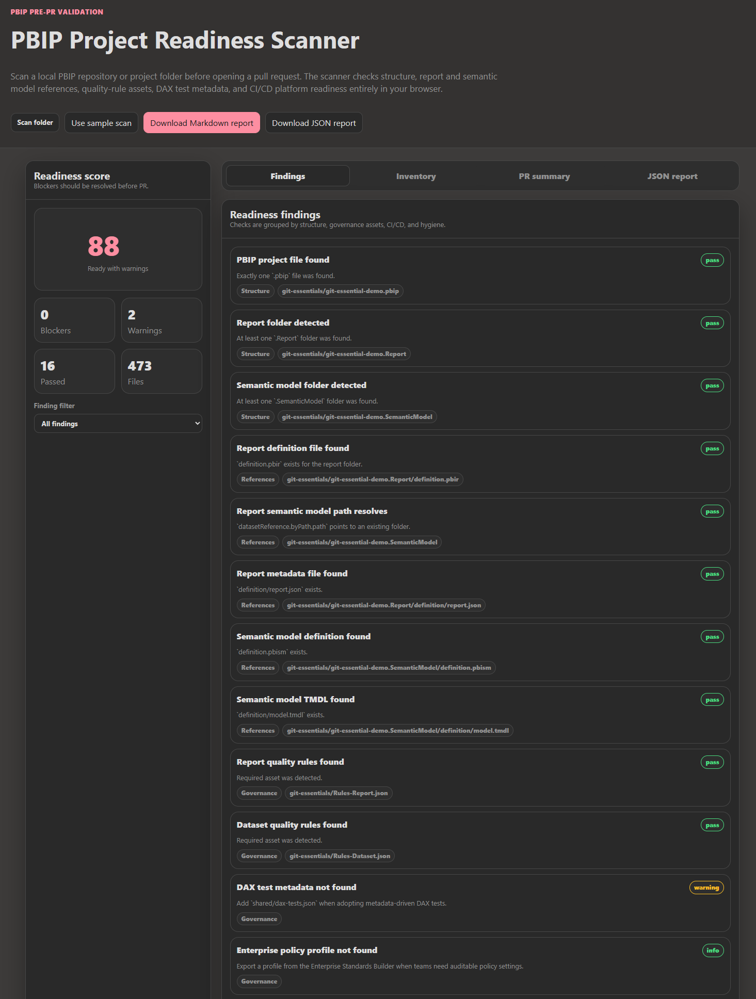 PBIP PRE-PR VALIDATION
PBIP Project Readiness Scanner
Scan a local PBIP repository or project folder before opening a pull request. The scanner checks structure, report and semantic
model references, quality-rule assets, DAX test metadata, and CI/CD platform readiness entirely in your browser.
Scan folder
Use sample scan
Download Markdown report
Download JSON report
Readiness score
Blockers should be resolved before PR.
88
Ready with warnings
0
Blockers
2
Warnings
16
Passed
473
Files
Finding filter
All findings
Findings
Inventory
PR summary
JSON report
Readiness findings
Checks are grouped by structure, governance assets, CI/CD, and hygiene.
PBIP project file found
pass
Exactly one `.pbip` file was found.
Structure
git-essentials/git-essential-demo.pbip
Report folder detected
pass
At least one `.Report` folder was found.
Structure
git-essentials/git-essential-demo.Report
Semantic model folder detected
pass
At least one `.SemanticModel` folder was found.
Structure
git-essentials/git-essential-demo.SemanticModel
Report definition file found
pass
`definition.pbir` exists for the report folder.
References
git-essentials/git-essential-demo.Report/definition.pbir
Report semantic model path resolves
pass
`datasetReference.byPath.path` points to an existing folder.
References
git-essentials/git-essential-demo.SemanticModel
Report metadata file found
pass
`definition/report.json` exists.
References
git-essentials/git-essential-demo.Report/definition/report.json
Semantic model definition found
pass
`definition.pbism` exists.
References
git-essentials/git-essential-demo.SemanticModel/definition.pbism
Semantic model TMDL found
pass
`definition/model.tmdl` exists.
References
git-essentials/git-essential-demo.SemanticModel/definition/model.tmdl
Report quality rules found
pass
Required asset was detected.
Governance
git-essentials/Rules-Report.json
Dataset quality rules found
pass
Required asset was detected.
Governance
git-essentials/Rules-Dataset.json
DAX test metadata not found
warning
Add `shared/dax-tests.json` when adopting metadata-driven DAX tests.
Governance
Enterprise policy profile not found
info
Export a profile from the Enterprise Standards Builder when teams need auditable policy settings.
Governance